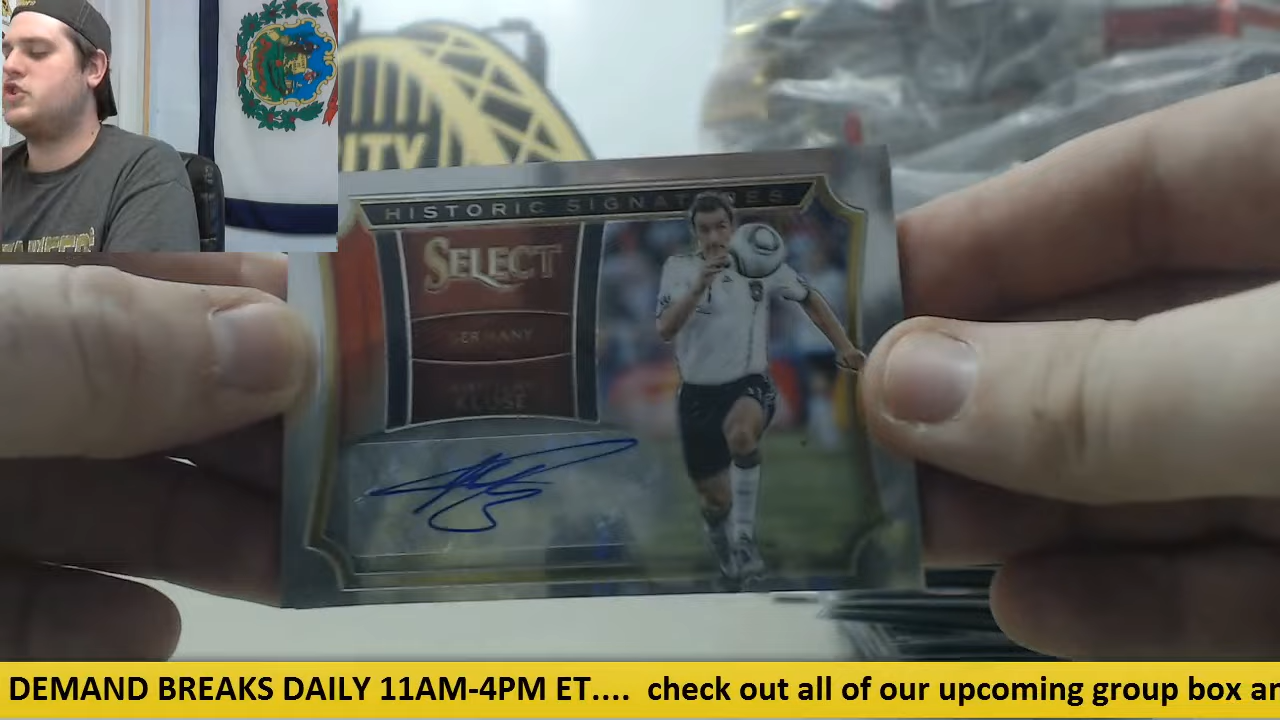 CITY
HISTORIC SIGNATURES
SELECT
GERMANY
KLOSE
DEMAND BREAKS DAILY 11AM-4PM ET.... check out all of our upcoming group box ar